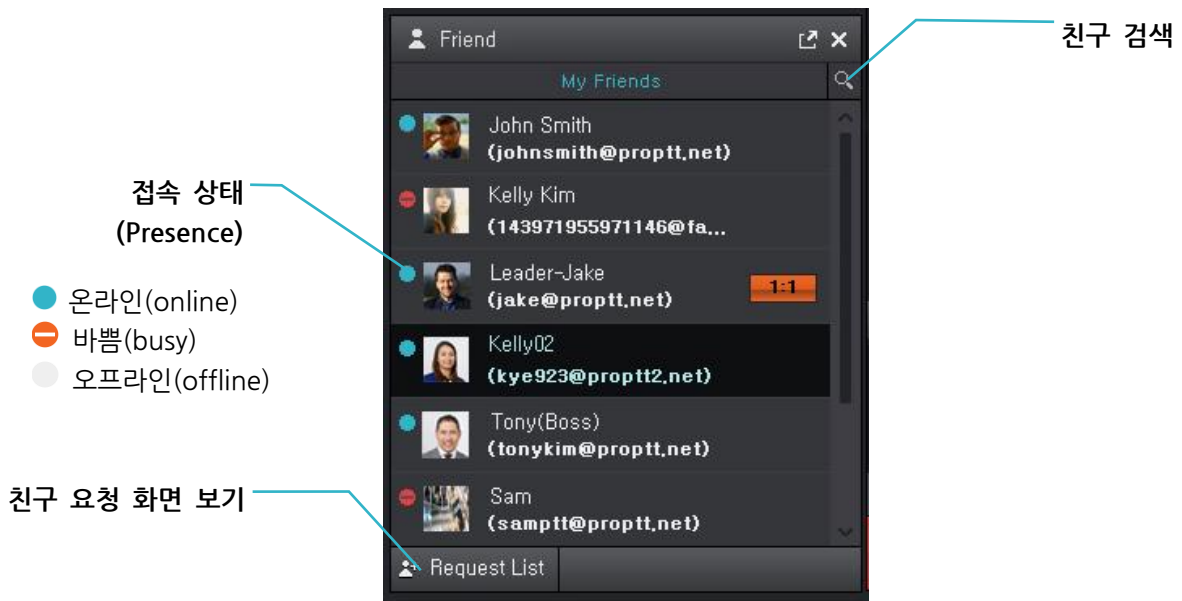 Friend
친구 검색
My Friends
John Smith
(johnsmith@proptt.net)
접속 상태
(Presence)
Kelly Kim
(143971955971146@fa...
온라인(online)
바쁨(busy)
오프라인(offline)
Leader-Jake
(jake@proptt.net)
1:1
Kelly02
(kye923@proptt2.net)
Tony(Boss)
(tonykim@proptt.net)
친구 요청 화면 보기
Sam
(samptt@proptt.net)
Request List